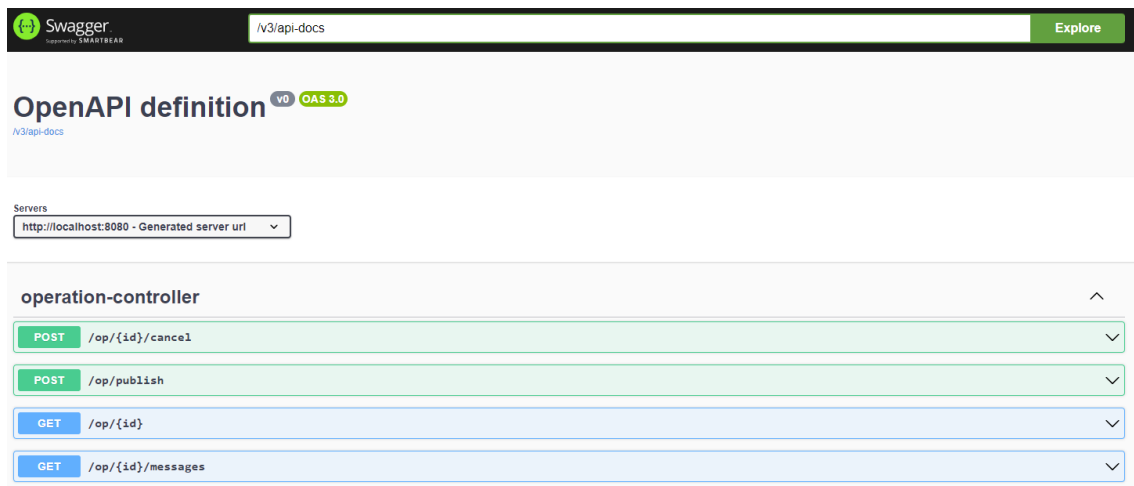 Swagger.
Supported by SMARTBEAR
/v3/api-docs
Explore
OpenAPI definition v0 OAS 3.0
/v3/api-docs
Servers
http://localhost:8080 - Generated server url
operation-controller
POST /op/{id}/cancel
POST /op/publish
GET /op/{id}
GET /op/{id}/messages